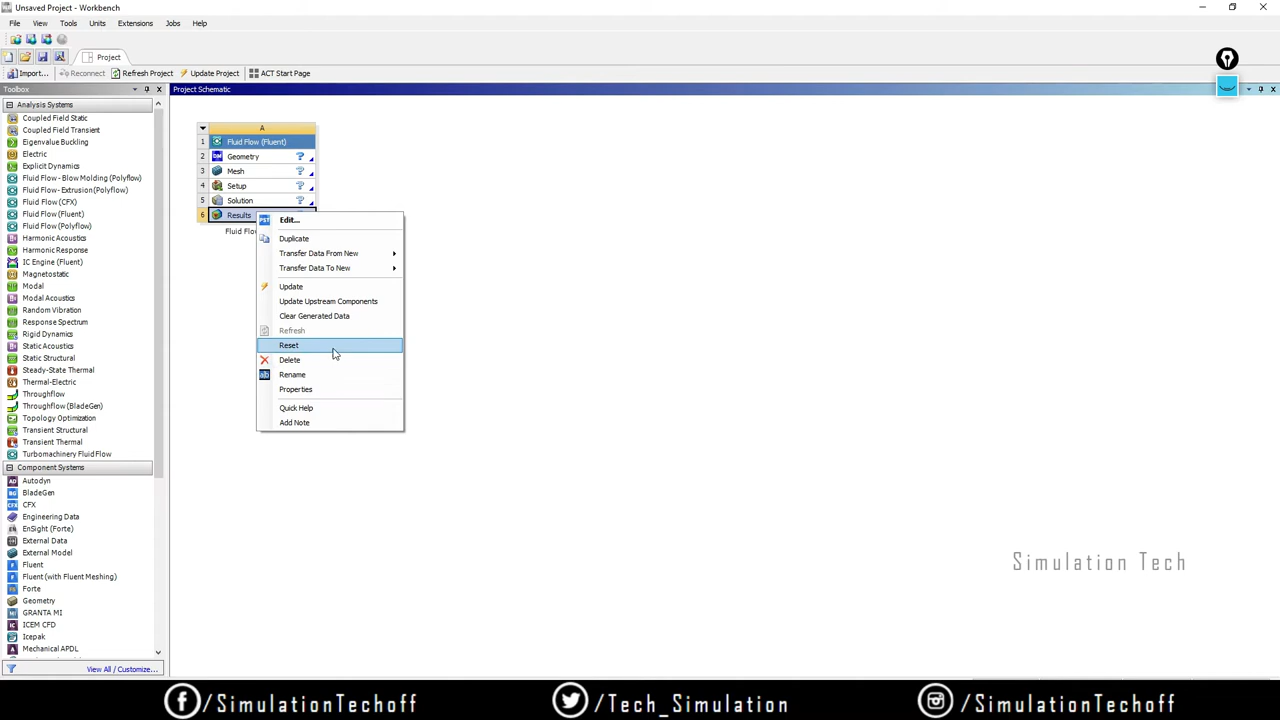 Unsaved Project - Workbench
File View Tools Units Extensions Jobs Help
Project
Import... Reconnect Refresh Project Update Project ACT Start Page
Toolbox
Project Schematic
Analysis Systems
Coupled Field Static
Coupled Field Transient
Eigenvalue Buckling
Electric
Explicit Dynamics
Fluid Flow - Blow Molding (Polyflow)
Fluid Flow- Extrusion (Polyflow)
Fluid Flow (CFX)
Fluid Flow (Fluent)
Fluid Flow (Polyflow)
Harmonic Acoustics
Harmonic Response
IC Engine (Fluent)
Magnetostatic
Modal
Modal Acoustics
Random Vibration
Response Spectrum
Rigid Dynamics
Static Acoustics
Static Structural
Steady-State Thermal
Thermal-Electric
Throughflow
Throughflow (BladeGen)
Topology Optimization
Transient Structural
Transient Thermal
Turbomachinery Fluid Flow
Component Systems
Autodyn
BladeGen
CFX
Engineering Data
EnSight (Forte)
External Data
External Model
Fluent
Fluent (with Fluent Meshing)
Forte
Geometry
GRANTA MI
ICEM CFD
Icepak
Mechanical APDL
View All / Customize...
A
1 Fluid Flow (Fluent)
2 DM Geometry ?
3 Mesh ?
4 Setup ?
5 Solution ?
6 Results
Fluid Flo
Edit...
Duplicate
Transfer Data From New
Transfer Data To New
Update
Update Upstream Components
Clear Generated Data
Refresh
Reset
Delete
Rename
Properties
Quick Help
Add Note
Simulation Tech
/SimulationTechoff
/Tech_Simulation
/SimulationTechoff